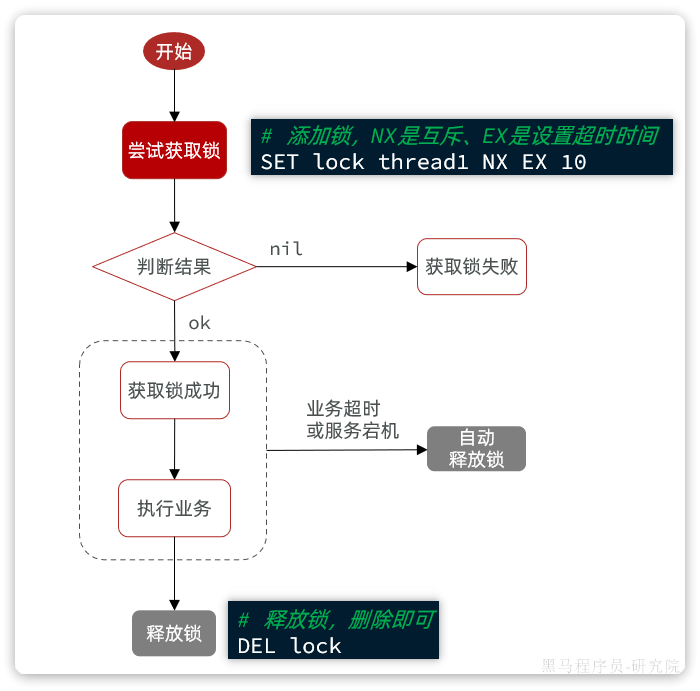 开始
尝试获取锁
# 添加锁，NX是互斥、EX是设置超时时间
SET lock thread1 NX EX 10
判断结果
nil
获取锁失败
ok
获取锁成功
业务超时
或服务宕机
自动
释放锁
执行业务
释放锁
# 释放锁，删除即可
DEL lock
黑马程序员-研究院